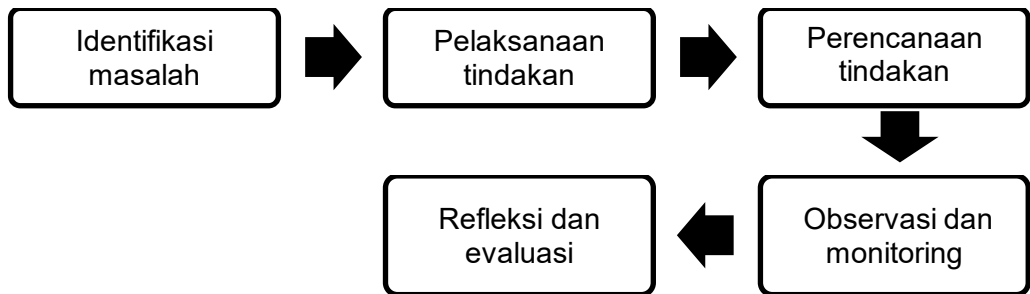 Identifikasi
masalah
Pelaksanaan
tindakan
Perencanaan
tindakan
Observasi dan
monitoring
Refleksi dan
evaluasi